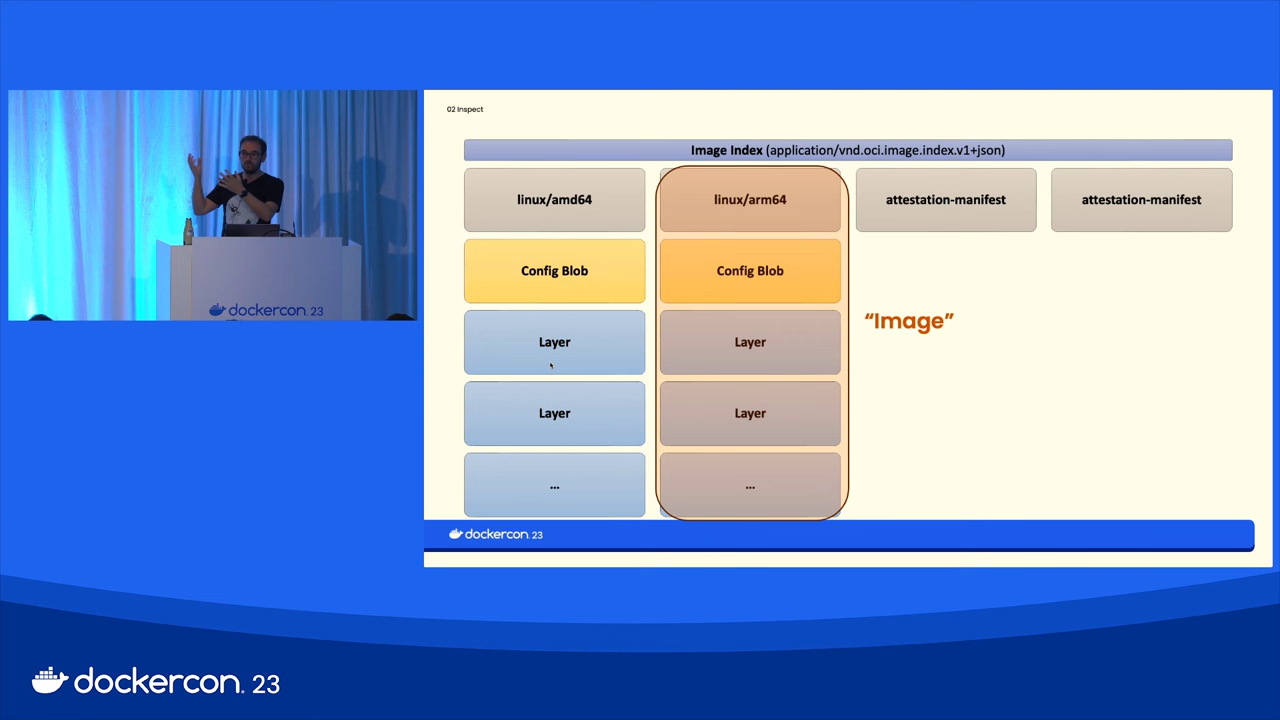 02 Inspect
Image Index (application/vnd.oci.image.index.v1+json)
linux/amd64
linux/arm64
attestation-manifest
attestation-manifest
Config Blob
Config Blob
"Image"
Layer
Layer
Layer
Layer
...
...
dockercon. 23
dockercon. 23
dockercon. 23